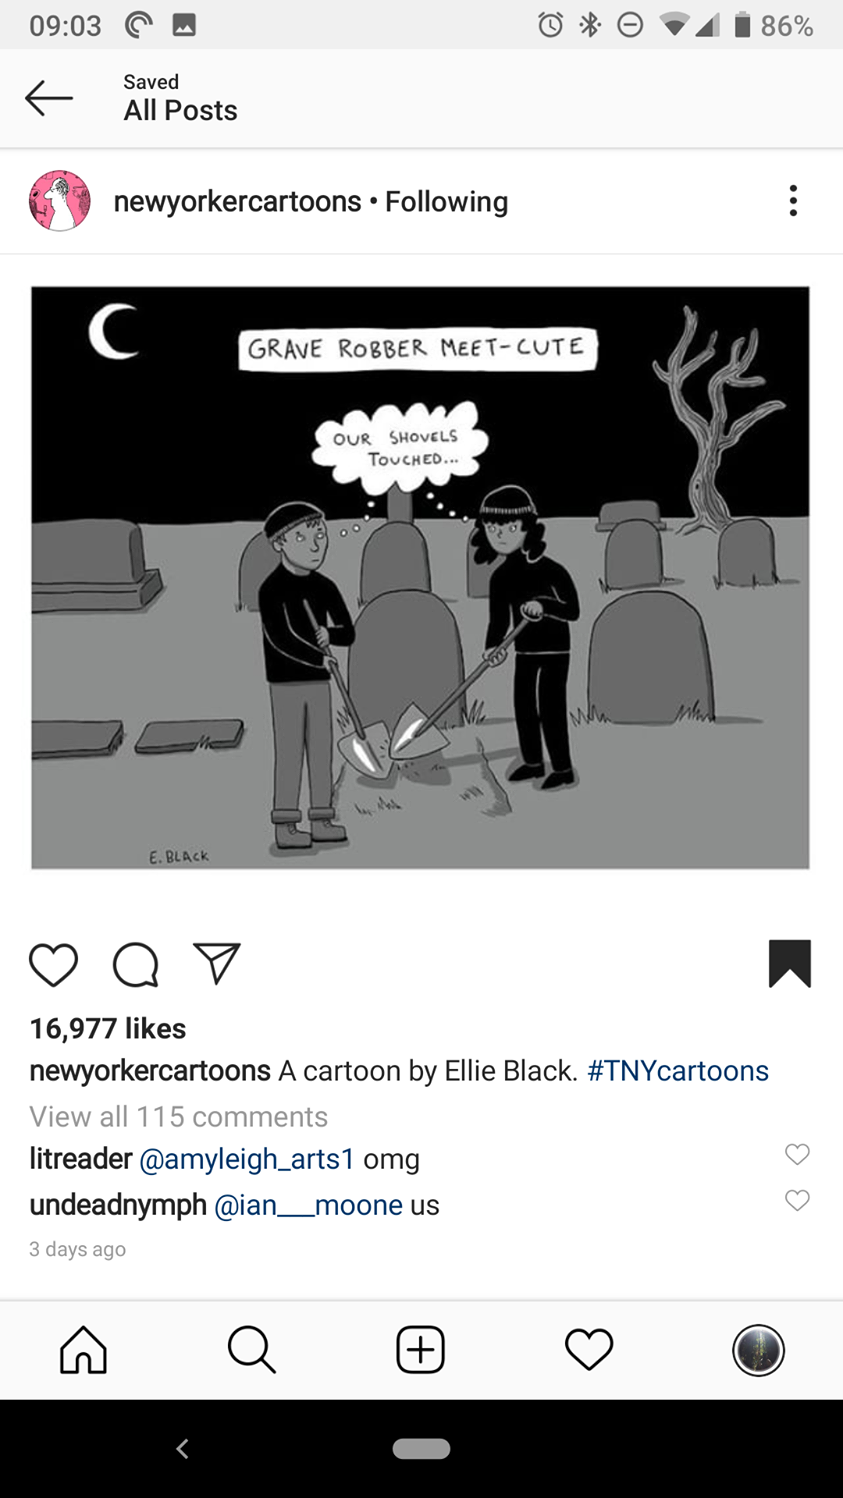 09:03
86%
Saved
All Posts
newyorkercartoons • Following
GRAVE ROBBER MEET-CUTE
OUR SHOVELS
TOUCHED...
E. BLACK
16,977 likes
newyorkercartoons A cartoon by Ellie Black. #TNYcartoons
View all 115 comments
litreader @amyleigh_arts1 omg
undeadnymph @ian___moone us
3 days ago